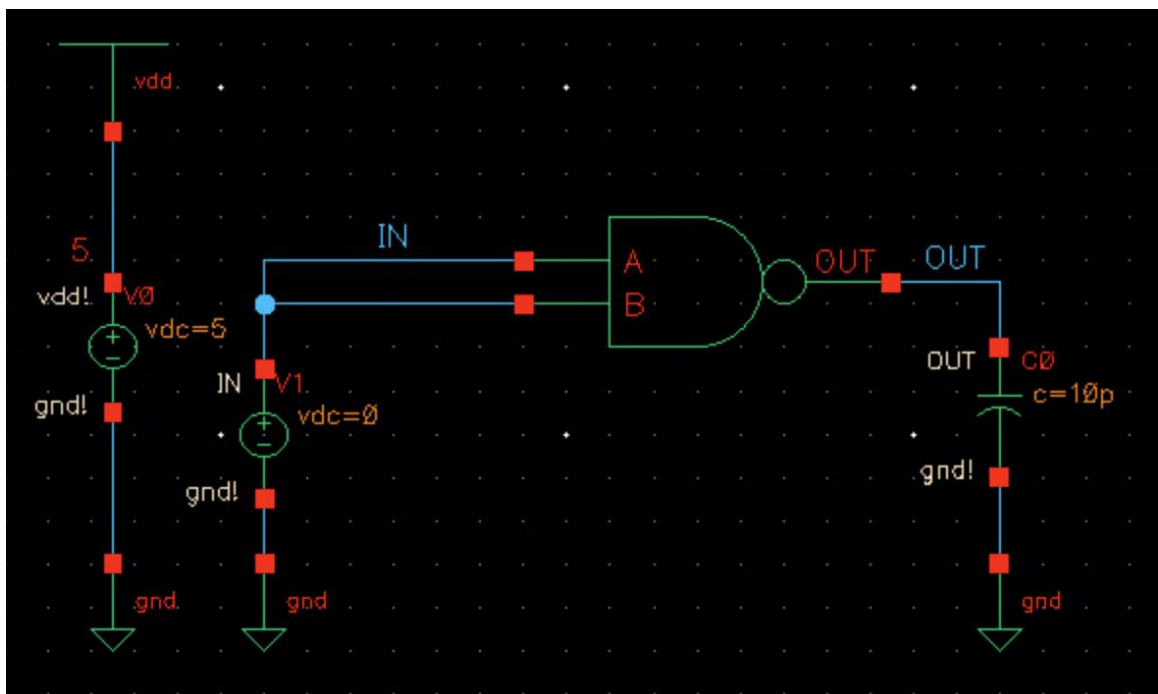 vdd
5
vdd!
V0
vdc=5
gnd!
gnd
IN
IN
V1
vdc=0
gnd!
gnd
A
B
OUT
OUT
OUT
C0
c=10p
gnd!
gnd